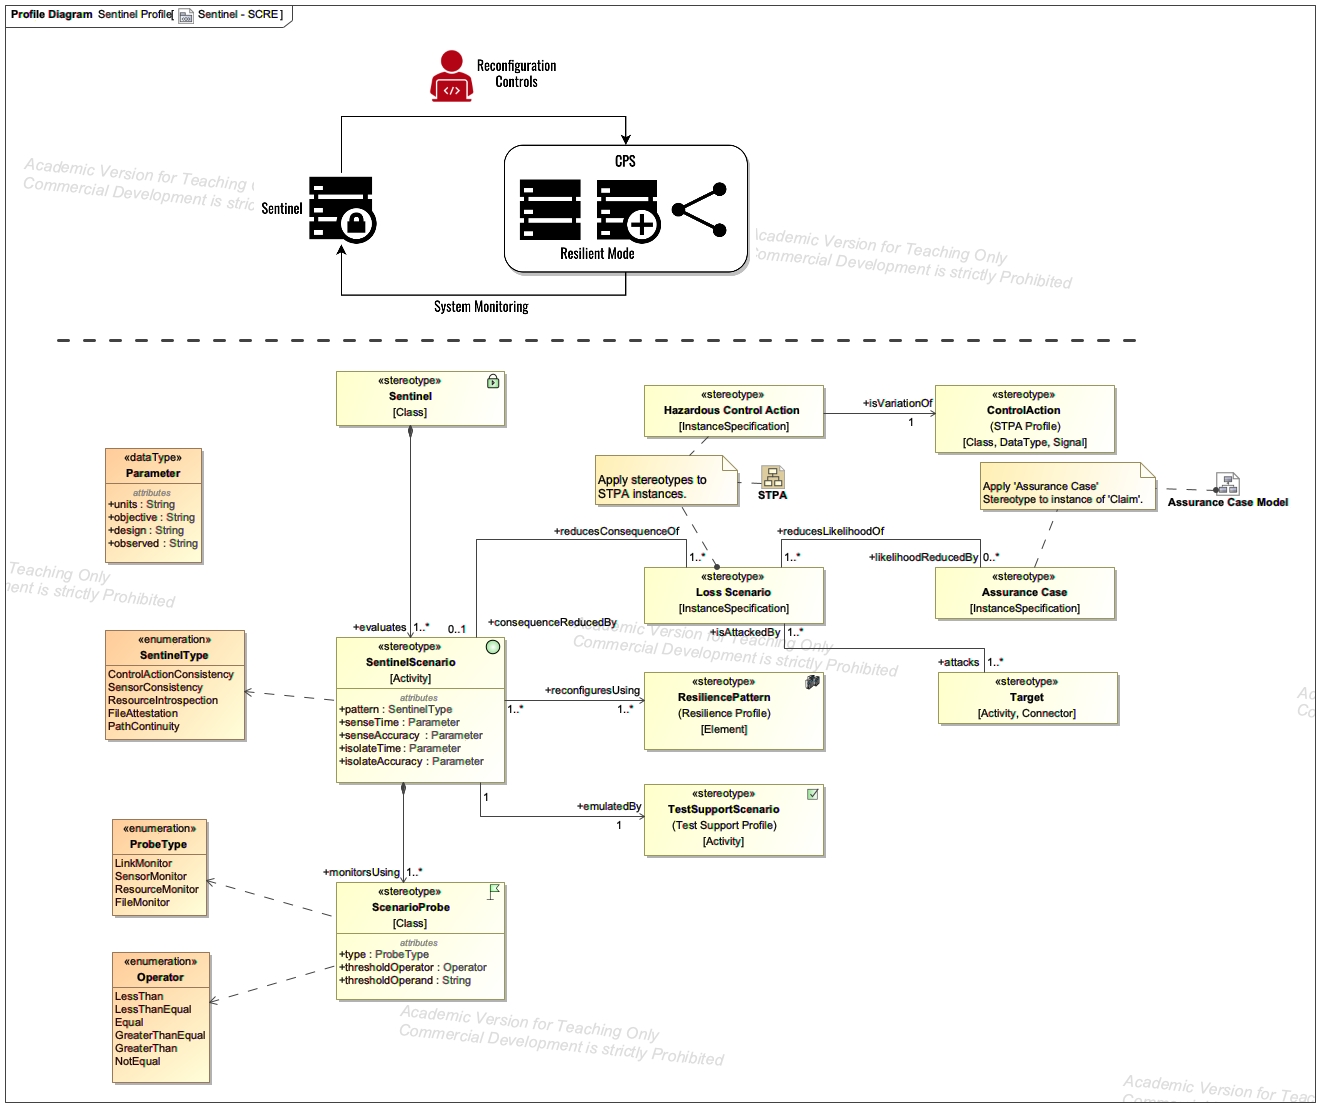 Profile Diagram Sentinel Profile[ Sentinel - SCRE ]
Reconfiguration
Controls
Academic Version for Teaching
Commercial Development is
CPS
Sentinel
Resilient Mode
Academic Version for Teaching Only
Commercial Development is strictly Prohibited
System Monitoring
«stereotype»
Sentinel
[Class]
«stereotype»
Hazardous Control Action
[InstanceSpecification]
+isVariationOf
1
«stereotype»
ControlAction
(STPA Profile)
[Class, DataType, Signal]
«dataType»
Parameter
attributes
+units : String
+objective : String
+design : String
+observed : String
Apply stereotypes to
STPA instances.
STPA
Apply 'Assurance Case'
Stereotype to instance of 'Claim'.
Assurance Case Model
+reducesConsequenceOf
1..*
+reducesLikelihoodOf
1..*
+likelihoodReducedBy
0..*
Teaching Only
is strictly Prohibited
«stereotype»
Loss Scenario
[InstanceSpecification]
«stereotype»
Assurance Case
[InstanceSpecification]
+evaluates
1..*
0..1
+consequenceReducedBy
+isAttackedBy
1..*
Version for Teaching Only
Commercial Development is strictly Prohibited
«enumeration»
SentinelType
ControlActionConsistency
SensorConsistency
ResourceIntrospection
FileAttestation
PathContinuity
«stereotype»
SentinelScenario
[Activity]
attributes
+pattern : SentinelType
+senseTime : Parameter
+senseAccuracy : Parameter
+isolateTime : Parameter
+isolateAccuracy : Parameter
+reconfiguresUsing
1..*
1..*
«stereotype»
ResiliencePattern
(Resilience Profile)
[Element]
+attacks
1..*
«stereotype»
Target
[Activity, Connector]
1
+emulatedBy
1
«stereotype»
TestSupportScenario
(Test Support Profile)
[Activity]
«enumeration»
ProbeType
LinkMonitor
SensorMonitor
ResourceMonitor
FileMonitor
+monitorsUsing
1..*
«stereotype»
ScenarioProbe
[Class]
attributes
+type : ProbeType
+thresholdOperator : Operator
+thresholdOperand : String
«enumeration»
Operator
LessThan
LessThanEqual
Equal
GreaterThanEqual
GreaterThan
NotEqual
Academic Version for Teaching Only
Commercial Development is strictly Prohibited
Academic Version for